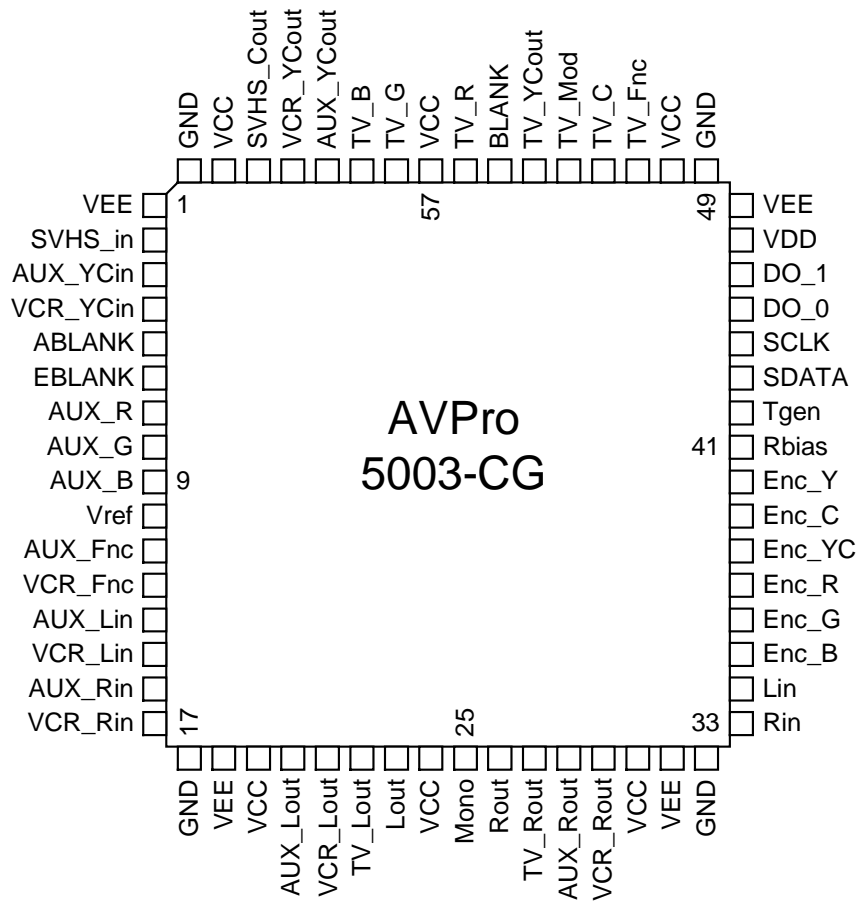 GND
VCC
SVHS_Cout
VCR_YCout
AUX_YCout
TV_B
TV_G
VCC
TV_R
BLANK
TV_YCout
TV_Mod
TV_C
TV_Fnc
VCC
GND
VEE
SVHS_in
AUX_YCin
VCR_YCin
ABLANK
EBLANK
AUX_R
AUX_G
AUX_B
Vref
AUX_Fnc
VCR_Fnc
AUX_Lin
VCR_Lin
AUX_Rin
VCR_Rin
1
57
49
9
41
17
25
33
AVPro
5003-CG
VEE
VDD
DO_1
DO_0
SCLK
SDATA
Tgen
Rbias
Enc_Y
Enc_C
Enc_YC
Enc_R
Enc_G
Enc_B
Lin
Rin
GND
VEE
VCC
AUX_Lout
VCR_Lout
TV_Lout
Lout
VCC
Mono
Rout
TV_Rout
AUX_Rout
VCR_Rout
VCC
VEE
GND